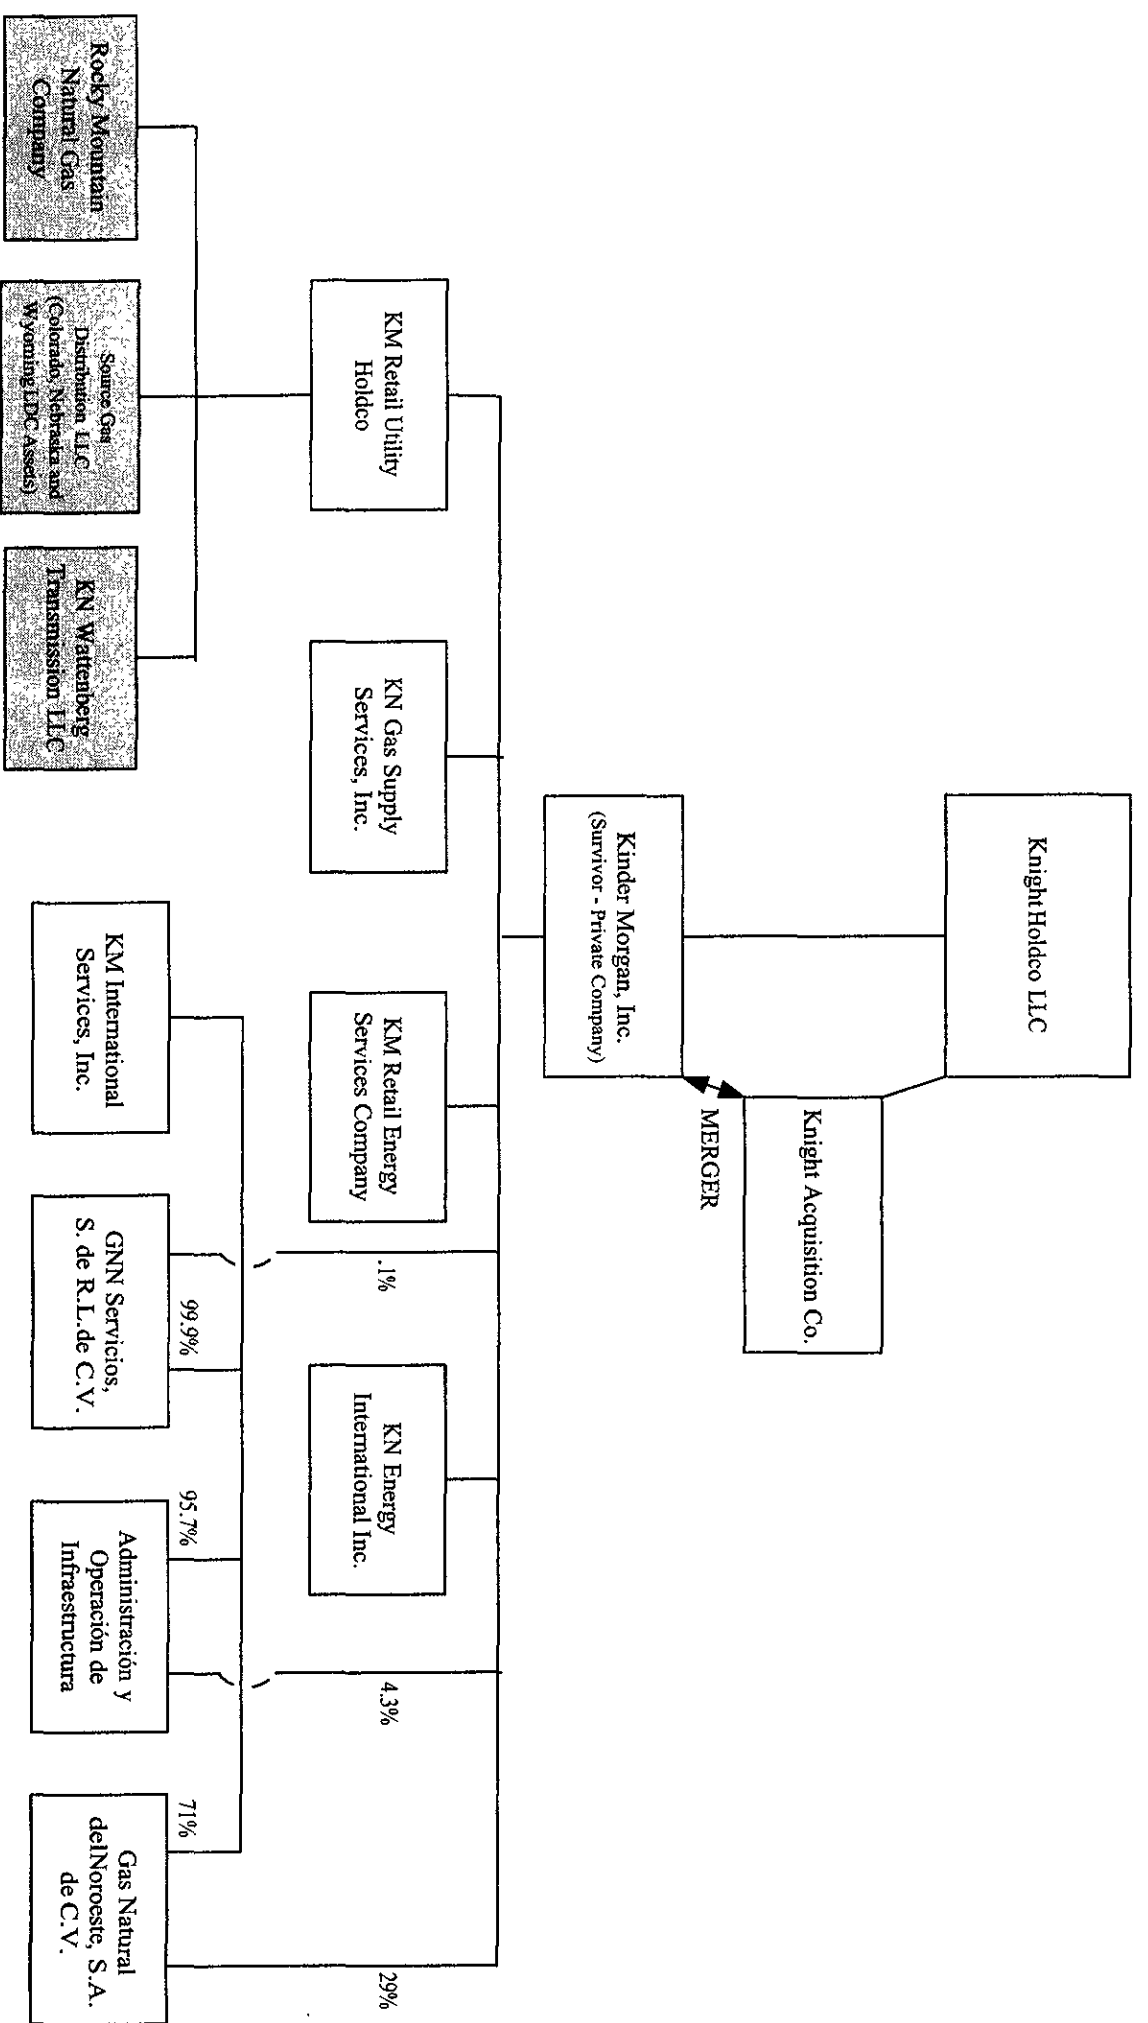 KnightHoldco LLC
Knight Acquisition Co.
MERGER
Kinder Morgan, Inc.
(Survivor - Private Company)
KM Retail Utility
Holdco
KN Gas Supply
Services, Inc.
KM Retail Energy
Services Company
.1%
KN Energy
International Inc.
4.3%
29%
Rocky Mountain
Natural Gas
Company
Source Gas
Distribution LLC
(Colorado, Nebraska and
Wyoming LDC Assets)
KN Wattenberg
Transmission LLC
KM International
Services, Inc.
99.9%
GNN Servicios,
S. de R.L.de C.V.
95.7%
Administración y
Operación de
Infraestructura
71%
Gas Natural
delNoroeste, S.A.
de C.V.